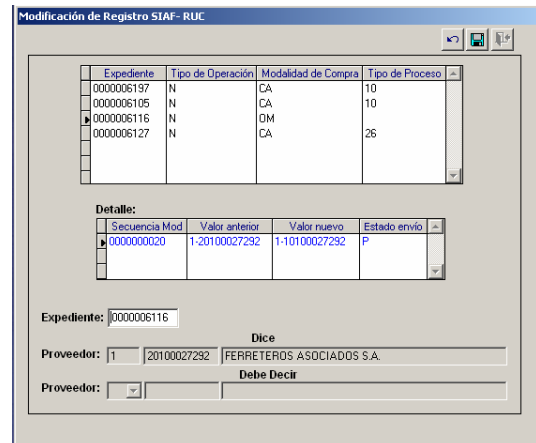 Modificación de Registro SIAF- RUC
Expediente Tipo de Operación Modalidad de Compra Tipo de Proceso
0000006197 N CA 10
0000006105 N CA 10
0000006116 N OM
0000006127 N CA 26
Detalle:
Secuencia Mod Valor anterior Valor nuevo Estado envío
0000000020 1-20100027292 1-10100027292 P
Expediente: 0000006116
Dice
Proveedor: 1 20100027292 FERRETEROS ASOCIADOS S.A.
Debe Decir
Proveedor: